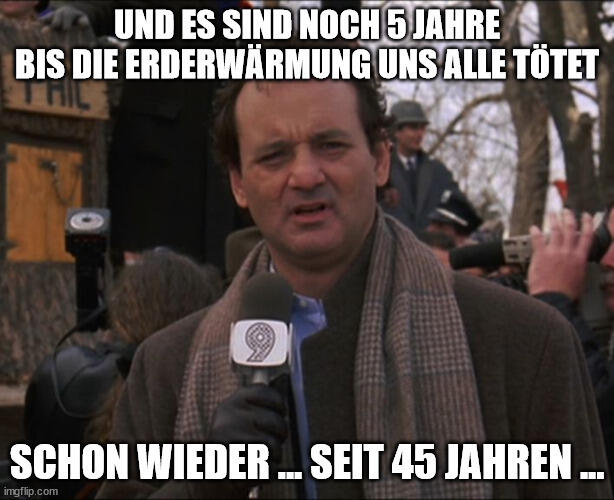 UND ES SIND NOCH 5 JAHRE
BIS DIE ERDERWÄRMUNG UNS ALLE TÖTET
PHIL
9
SCHON WIEDER ... SEIT 45 JAHREN ...
imgflip.com